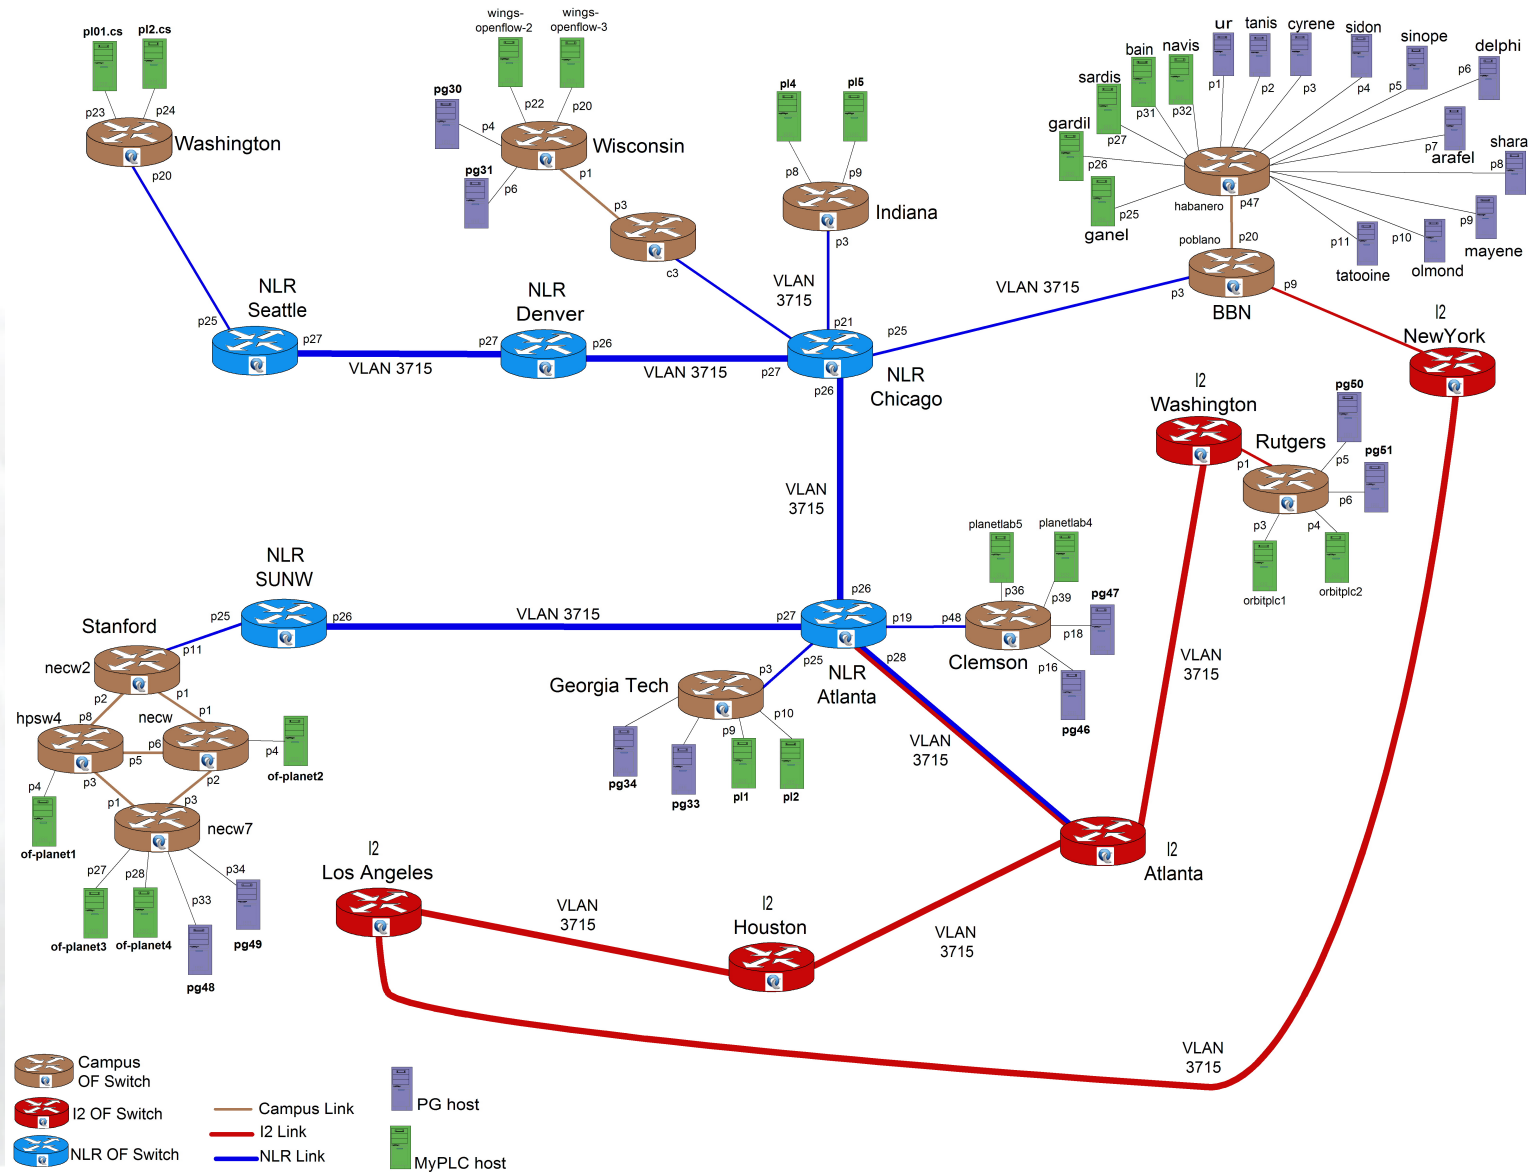 pl01.cs
pl2.cs
p23
p24
Washington
p20
wings-
openflow-2
wings-
openflow-3
pg30
p22
p20
p4
Wisconsin
pg31
p6
p1
p3
c3
pl4
pl5
p8
p9
Indiana
p3
VLAN
3715
ur
tanis
cyrene
sidon
sinope
delphi
bain
navis
sardis
gardil
ganel
p31
p32
p27
p26
p25
p1
p2
p3
p4
p5
p6
p7
arafel
shara
p8
p9
mayene
p10
olmond
p11
tatooine
habanero
p47
poblano
p20
p3
p9
BBN
VLAN 3715
I2
NewYork
NLR
Seattle
p25
p27
VLAN 3715
NLR
Denver
p27
p26
VLAN 3715
p21
p25
p27
p26
NLR
Chicago
VLAN
3715
I2
Washington
Rutgers
pg50
pg51
p1
p5
p6
p3
p4
orbitplc1
orbitplc2
NLR
SUNW
p25
p26
VLAN 3715
p26
p27
p19
p25
p28
NLR
Atlanta
planetlab5
planetlab4
p36
p39
pg47
p48
p18
Clemson
p16
pg46
VLAN
3715
Stanford
necw2
p11
p2
p1
hpsw4
p8
necw
p1
p6
p5
p4
of-planet2
p4
p3
p2
of-planet1
p1
p3
necw7
p27
p28
p33
p34
of-planet3
of-planet4
pg48
pg49
Georgia Tech
p3
p9
p10
pg34
pg33
pl1
pl2
VLAN
3715
I2
Atlanta
I2
Los Angeles
VLAN
3715
I2
Houston
VLAN
3715
VLAN
3715
Campus
OF Switch
I2 OF Switch
NLR OF Switch
Campus Link
I2 Link
NLR Link
PG host
MyPLC host